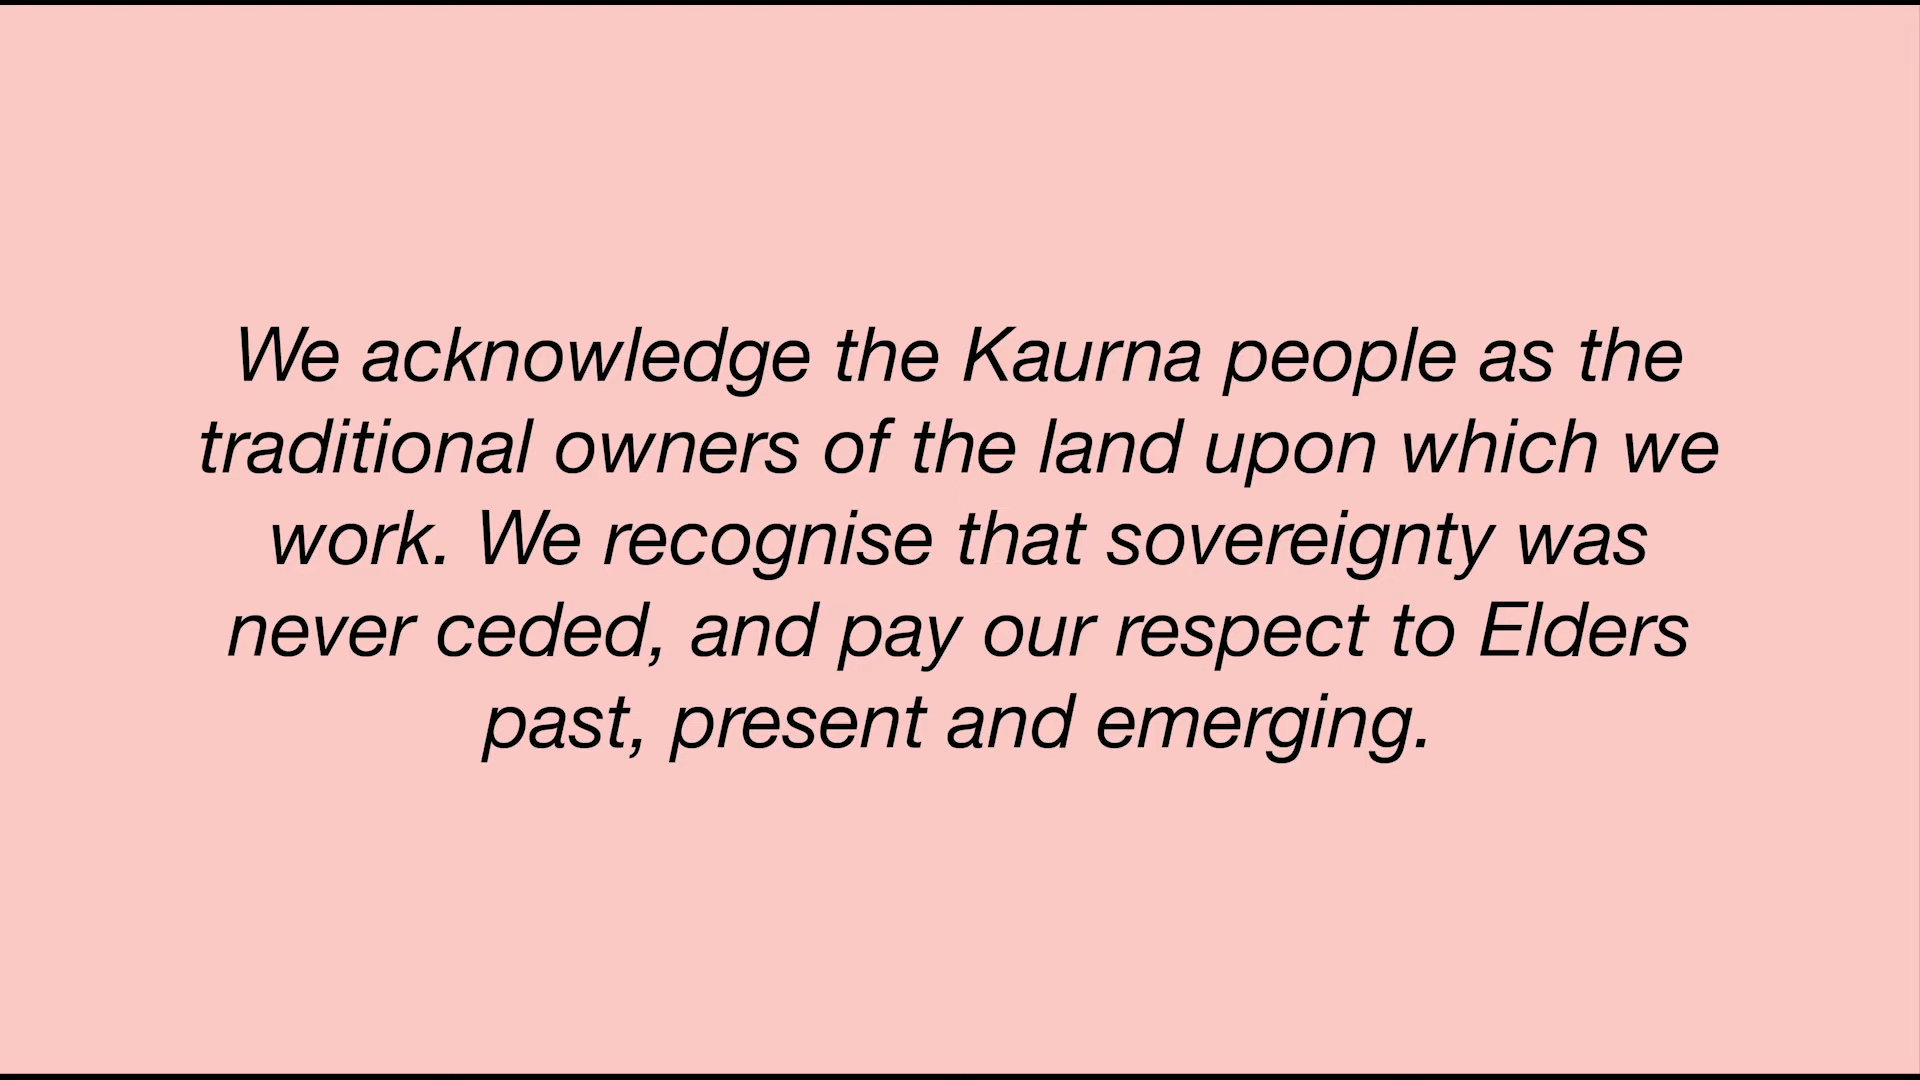 We acknowledge the Kaurna people as the
traditional owners of the land upon which we
work. We recognise that sovereignty was
never ceded, and pay our respect to Elders
past, present and emerging.